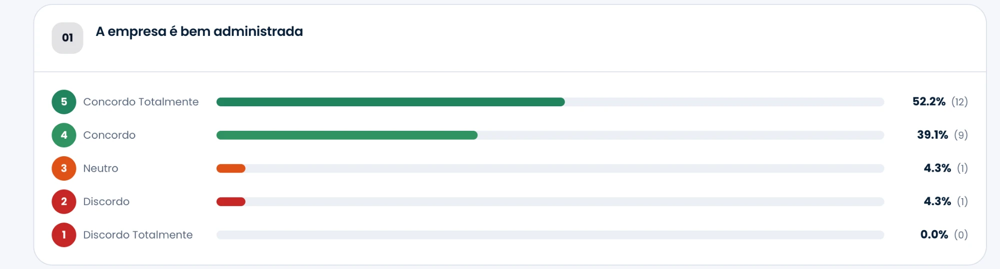 01 A empresa é bem administrada
5 Concordo Totalmente 52.2% (12)
4 Concordo 39.1% (9)
3 Neutro 4.3% (1)
2 Discordo 4.3% (1)
1 Discordo Totalmente 0.0% (0)